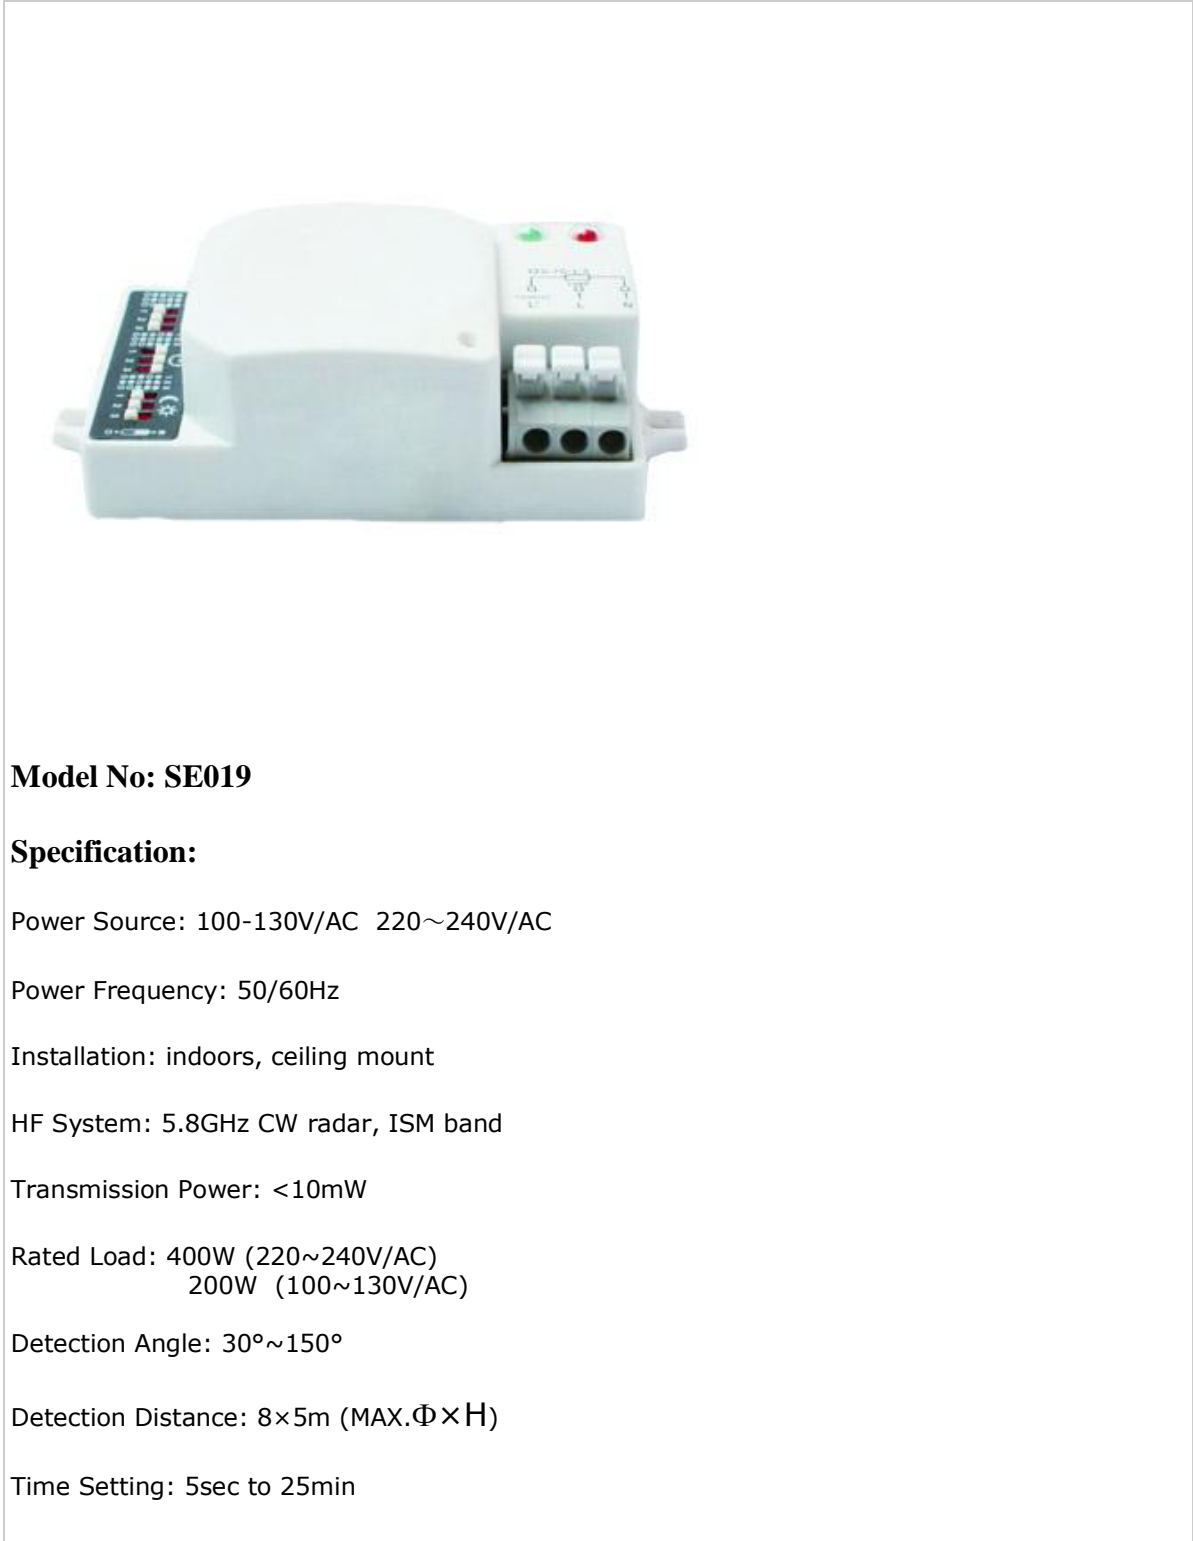 L' L N
Model No: SE019
Specification:
Power Source: 100-130V/AC 220～240V/AC
Power Frequency: 50/60Hz
Installation: indoors, ceiling mount
HF System: 5.8GHz CW radar, ISM band
Transmission Power: <10mW
Rated Load: 400W (220~240V/AC)
200W (100~130V/AC)
Detection Angle: 30°~150°
Detection Distance: 8×5m (MAX.Φ×H)
Time Setting: 5sec to 25min